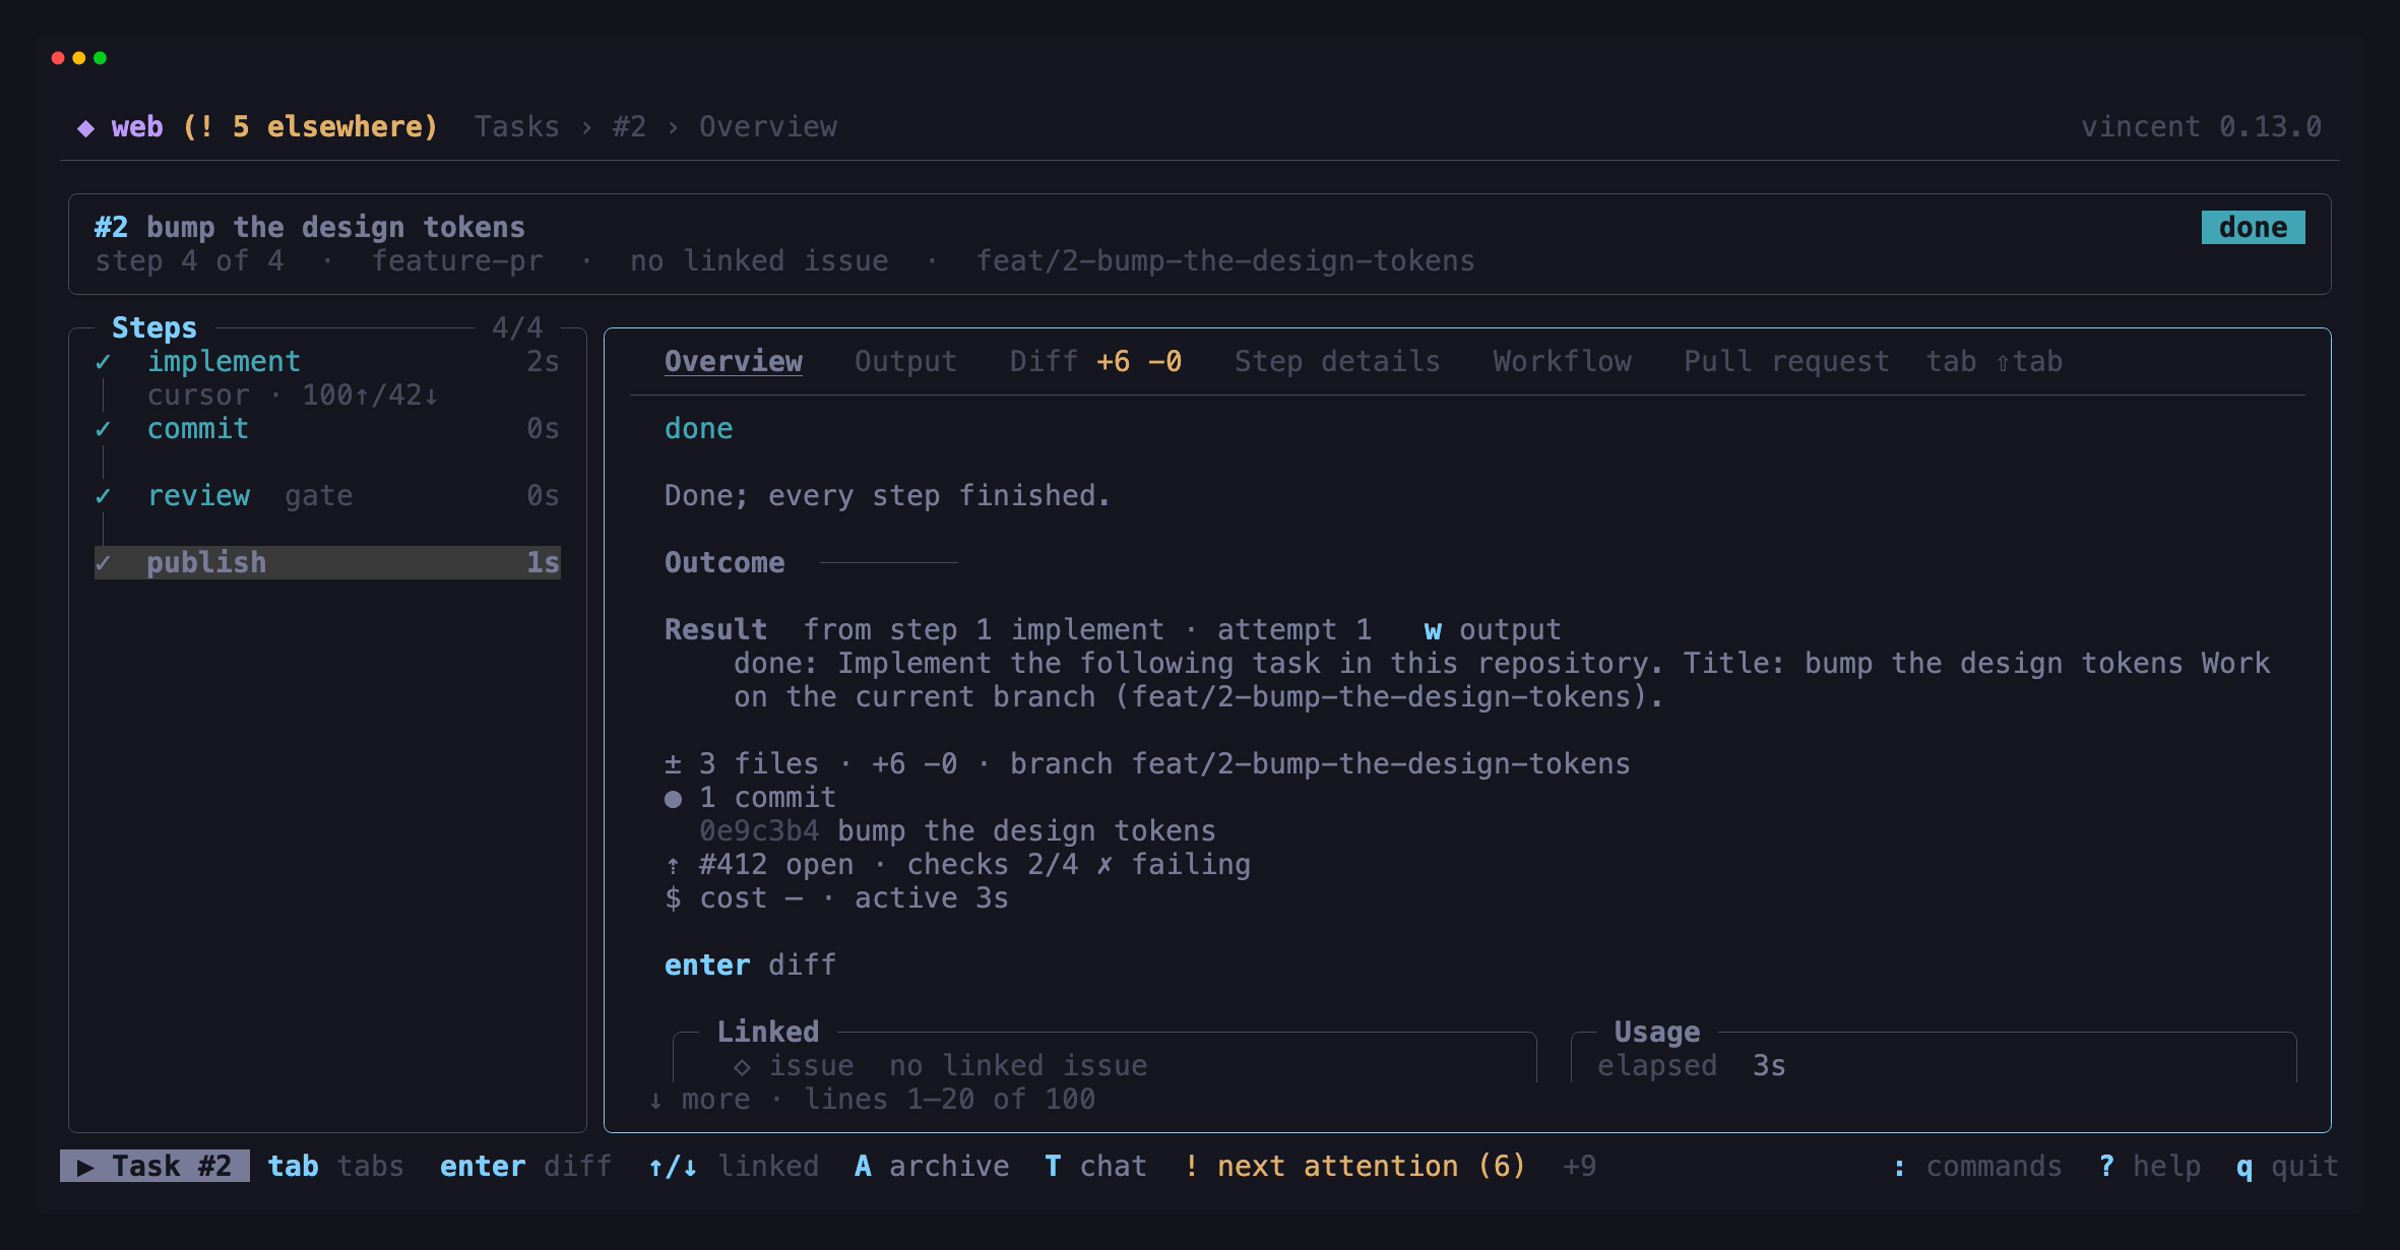 ◆ web (! 5 elsewhere) Tasks › #2 › Overview vincent 0.13.0
#2 bump the design tokens done
step 4 of 4 · feature-pr · no linked issue · feat/2-bump-the-design-tokens
Steps 4/4
✓ implement 2s
cursor · 100↑/42↓
✓ commit 0s
✓ review gate 0s
✓ publish 1s
Overview Output Diff +6 -0 Step details Workflow Pull request tab ⇧tab
done
Done; every step finished.
Outcome
Result from step 1 implement · attempt 1 w output
done: Implement the following task in this repository. Title: bump the design tokens Work
on the current branch (feat/2-bump-the-design-tokens).
± 3 files · +6 -0 · branch feat/2-bump-the-design-tokens
● 1 commit
0e9c3b4 bump the design tokens
⇡ #412 open · checks 2/4 ✗ failing
$ cost — · active 3s
enter diff
Linked
◇ issue no linked issue
Usage
elapsed 3s
↓ more · lines 1–20 of 100
▶ Task #2 tab tabs enter diff ↑/↓ linked A archive T chat ! next attention (6) +9 : commands ? help q quit